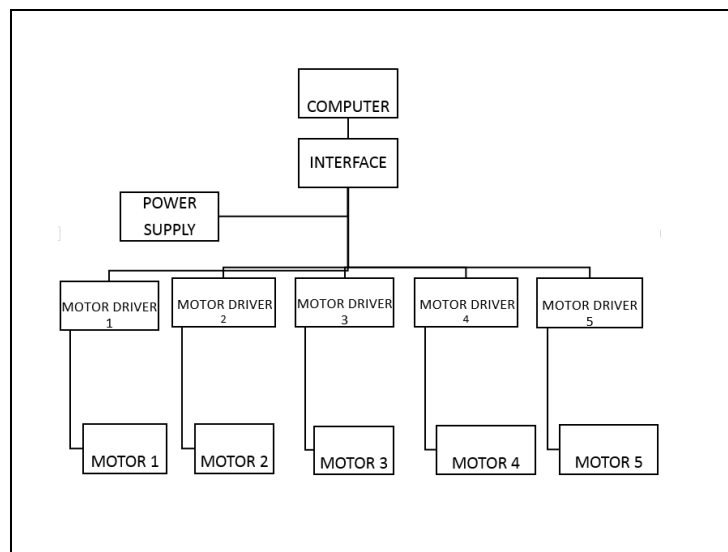 COMPUTER
INTERFACE
POWER
SUPPLY
MOTOR DRIVER
1
MOTOR DRIVER
2
MOTOR DRIVER
3
MOTOR DRIVER
4
MOTOR DRIVER
5
MOTOR 1
MOTOR 2
MOTOR 3
MOTOR 4
MOTOR 5